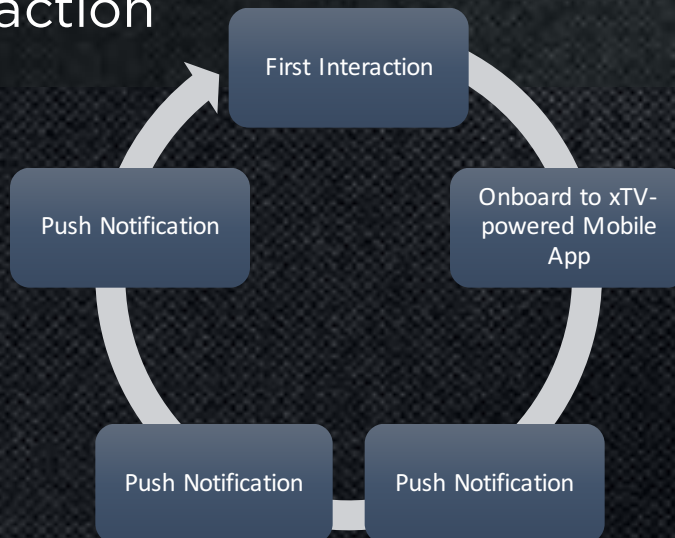 action
First Interaction
Onboard to xTV-
powered Mobile
App
Push Notification
Push Notification
Push Notification